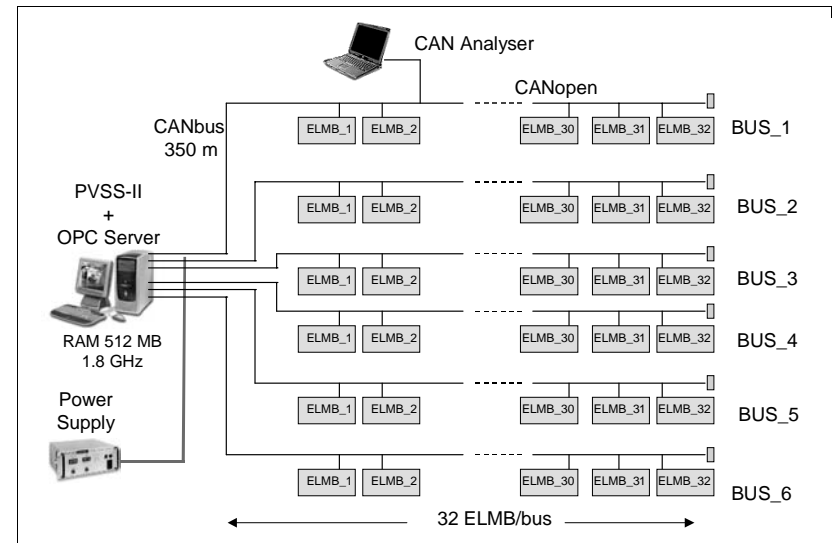 CAN Analyser
CANopen
CANbus
350 m
ELMB_1 ELMB_2 ELMB_30 ELMB_31 ELMB_32 BUS_1
PVSS-II
+
OPC Server
ELMB_1 ELMB_2 ELMB_30 ELMB_31 ELMB_32 BUS_2
ELMB_1 ELMB_2 ELMB_30 ELMB_31 ELMB_32 BUS_3
RAM 512 MB
1.8 GHz
ELMB_1 ELMB_2 ELMB_30 ELMB_31 ELMB_32 BUS_4
Power
Supply
ELMB_1 ELMB_2 ELMB_30 ELMB_31 ELMB_32 BUS_5
ELMB_1 ELMB_2 ELMB_30 ELMB_31 ELMB_32 BUS_6
32 ELMB/bus